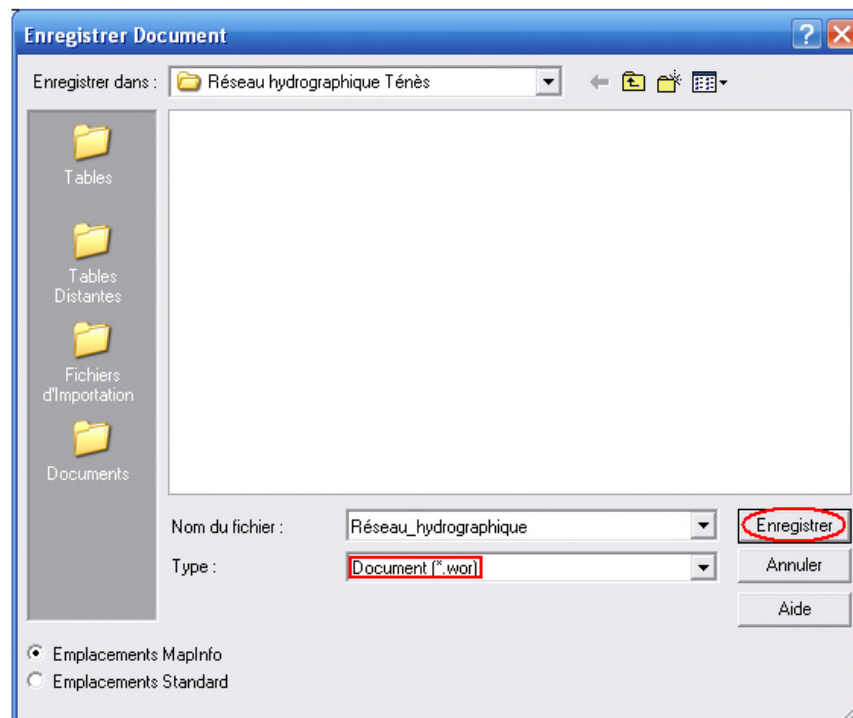 Enregistrer Document
Enregistrer dans :
Réseau hydrographique Ténès
Tables
Tables
Distantes
Fichiers
d'Importation
Documents
Nom du fichier :
Réseau_hydrographique
Enregistrer
Type :
Document (*.wor)
Annuler
Aide
Emplacements MapInfo
Emplacements Standard